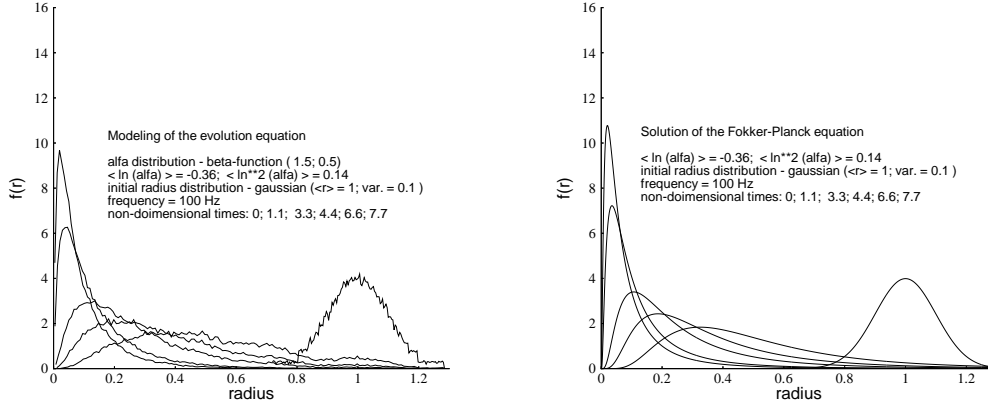 16
14
12
10
8
6
4
2
0
f(r)
Modeling of the evolution equation
alfa distribution - beta-function ( 1.5; 0.5)
< ln (alfa) > = -0.36; < ln**2 (alfa) > = 0.14
initial radius distribution - gaussian (<r> = 1; var. = 0.1 )
frequency = 100 Hz
non-doimensional times: 0; 1.1; 3.3; 4.4; 6.6; 7.7
0 0.2 0.4 0.6 0.8 1 1.2
radius
16
14
12
10
8
6
4
2
0
f(r)
Solution of the Fokker-Planck equation
< ln (alfa) > = -0.36; < ln**2 (alfa) > = 0.14
initial radius distribution - gaussian (<r> = 1; var. = 0.1 )
frequency = 100 Hz
non-doimensional times: 0; 1.1; 3.3; 4.4; 6.6; 7.7
0 0.2 0.4 0.6 0.8 1 1.2
radius